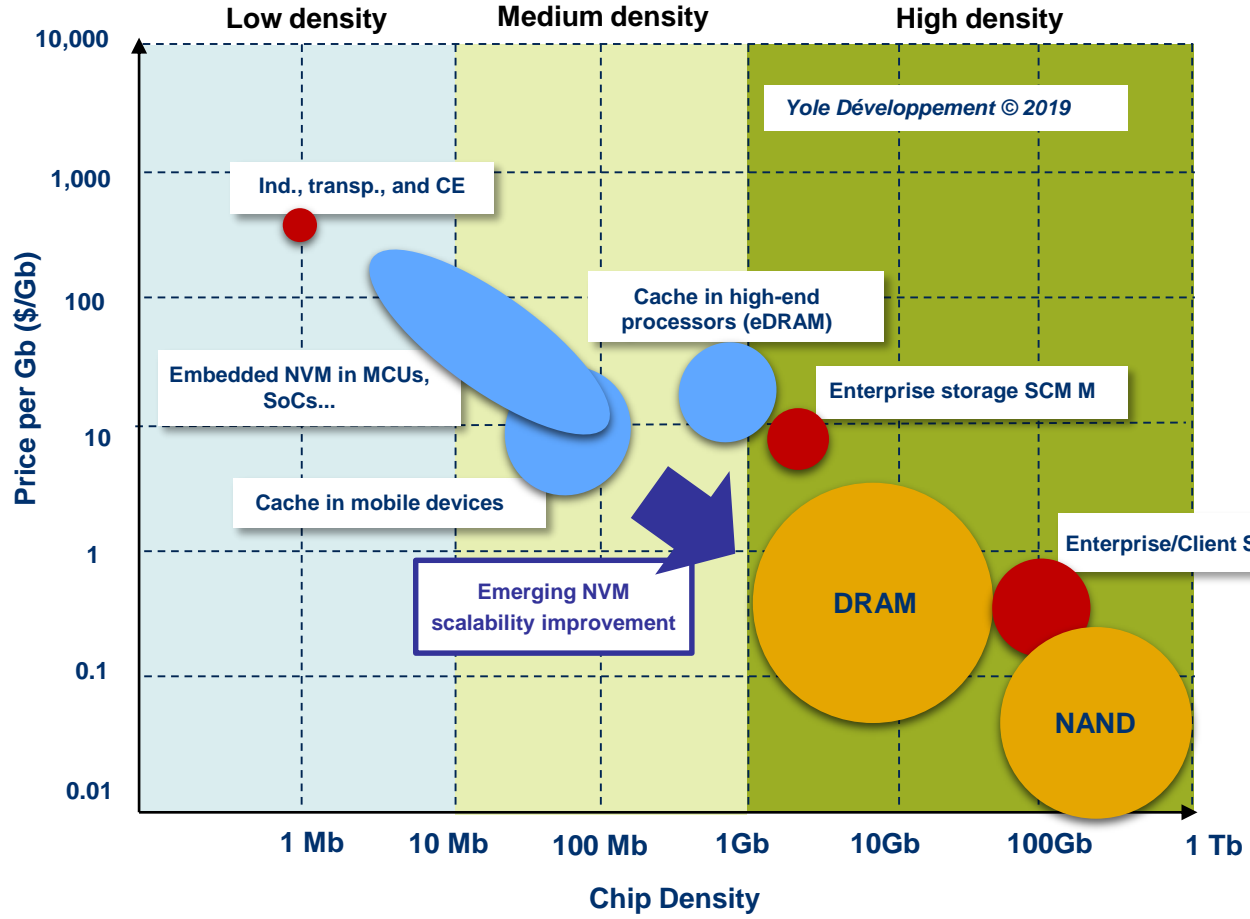 Low density
Medium density
High density
10,000
Yole Développement © 2019
1,000
Ind., transp., and CE
Price per Gb ($/Gb)
100
Cache in high-end
processors (eDRAM)
Embedded NVM in MCUs,
SoCs...
Enterprise storage SCM M
10
Cache in mobile devices
1
Enterprise/Client S
Emerging NVM
scalability improvement
DRAM
0.1
NAND
0.01
1 Mb
10 Mb
100 Mb
1Gb
10Gb
100Gb
1 Tb
Chip Density